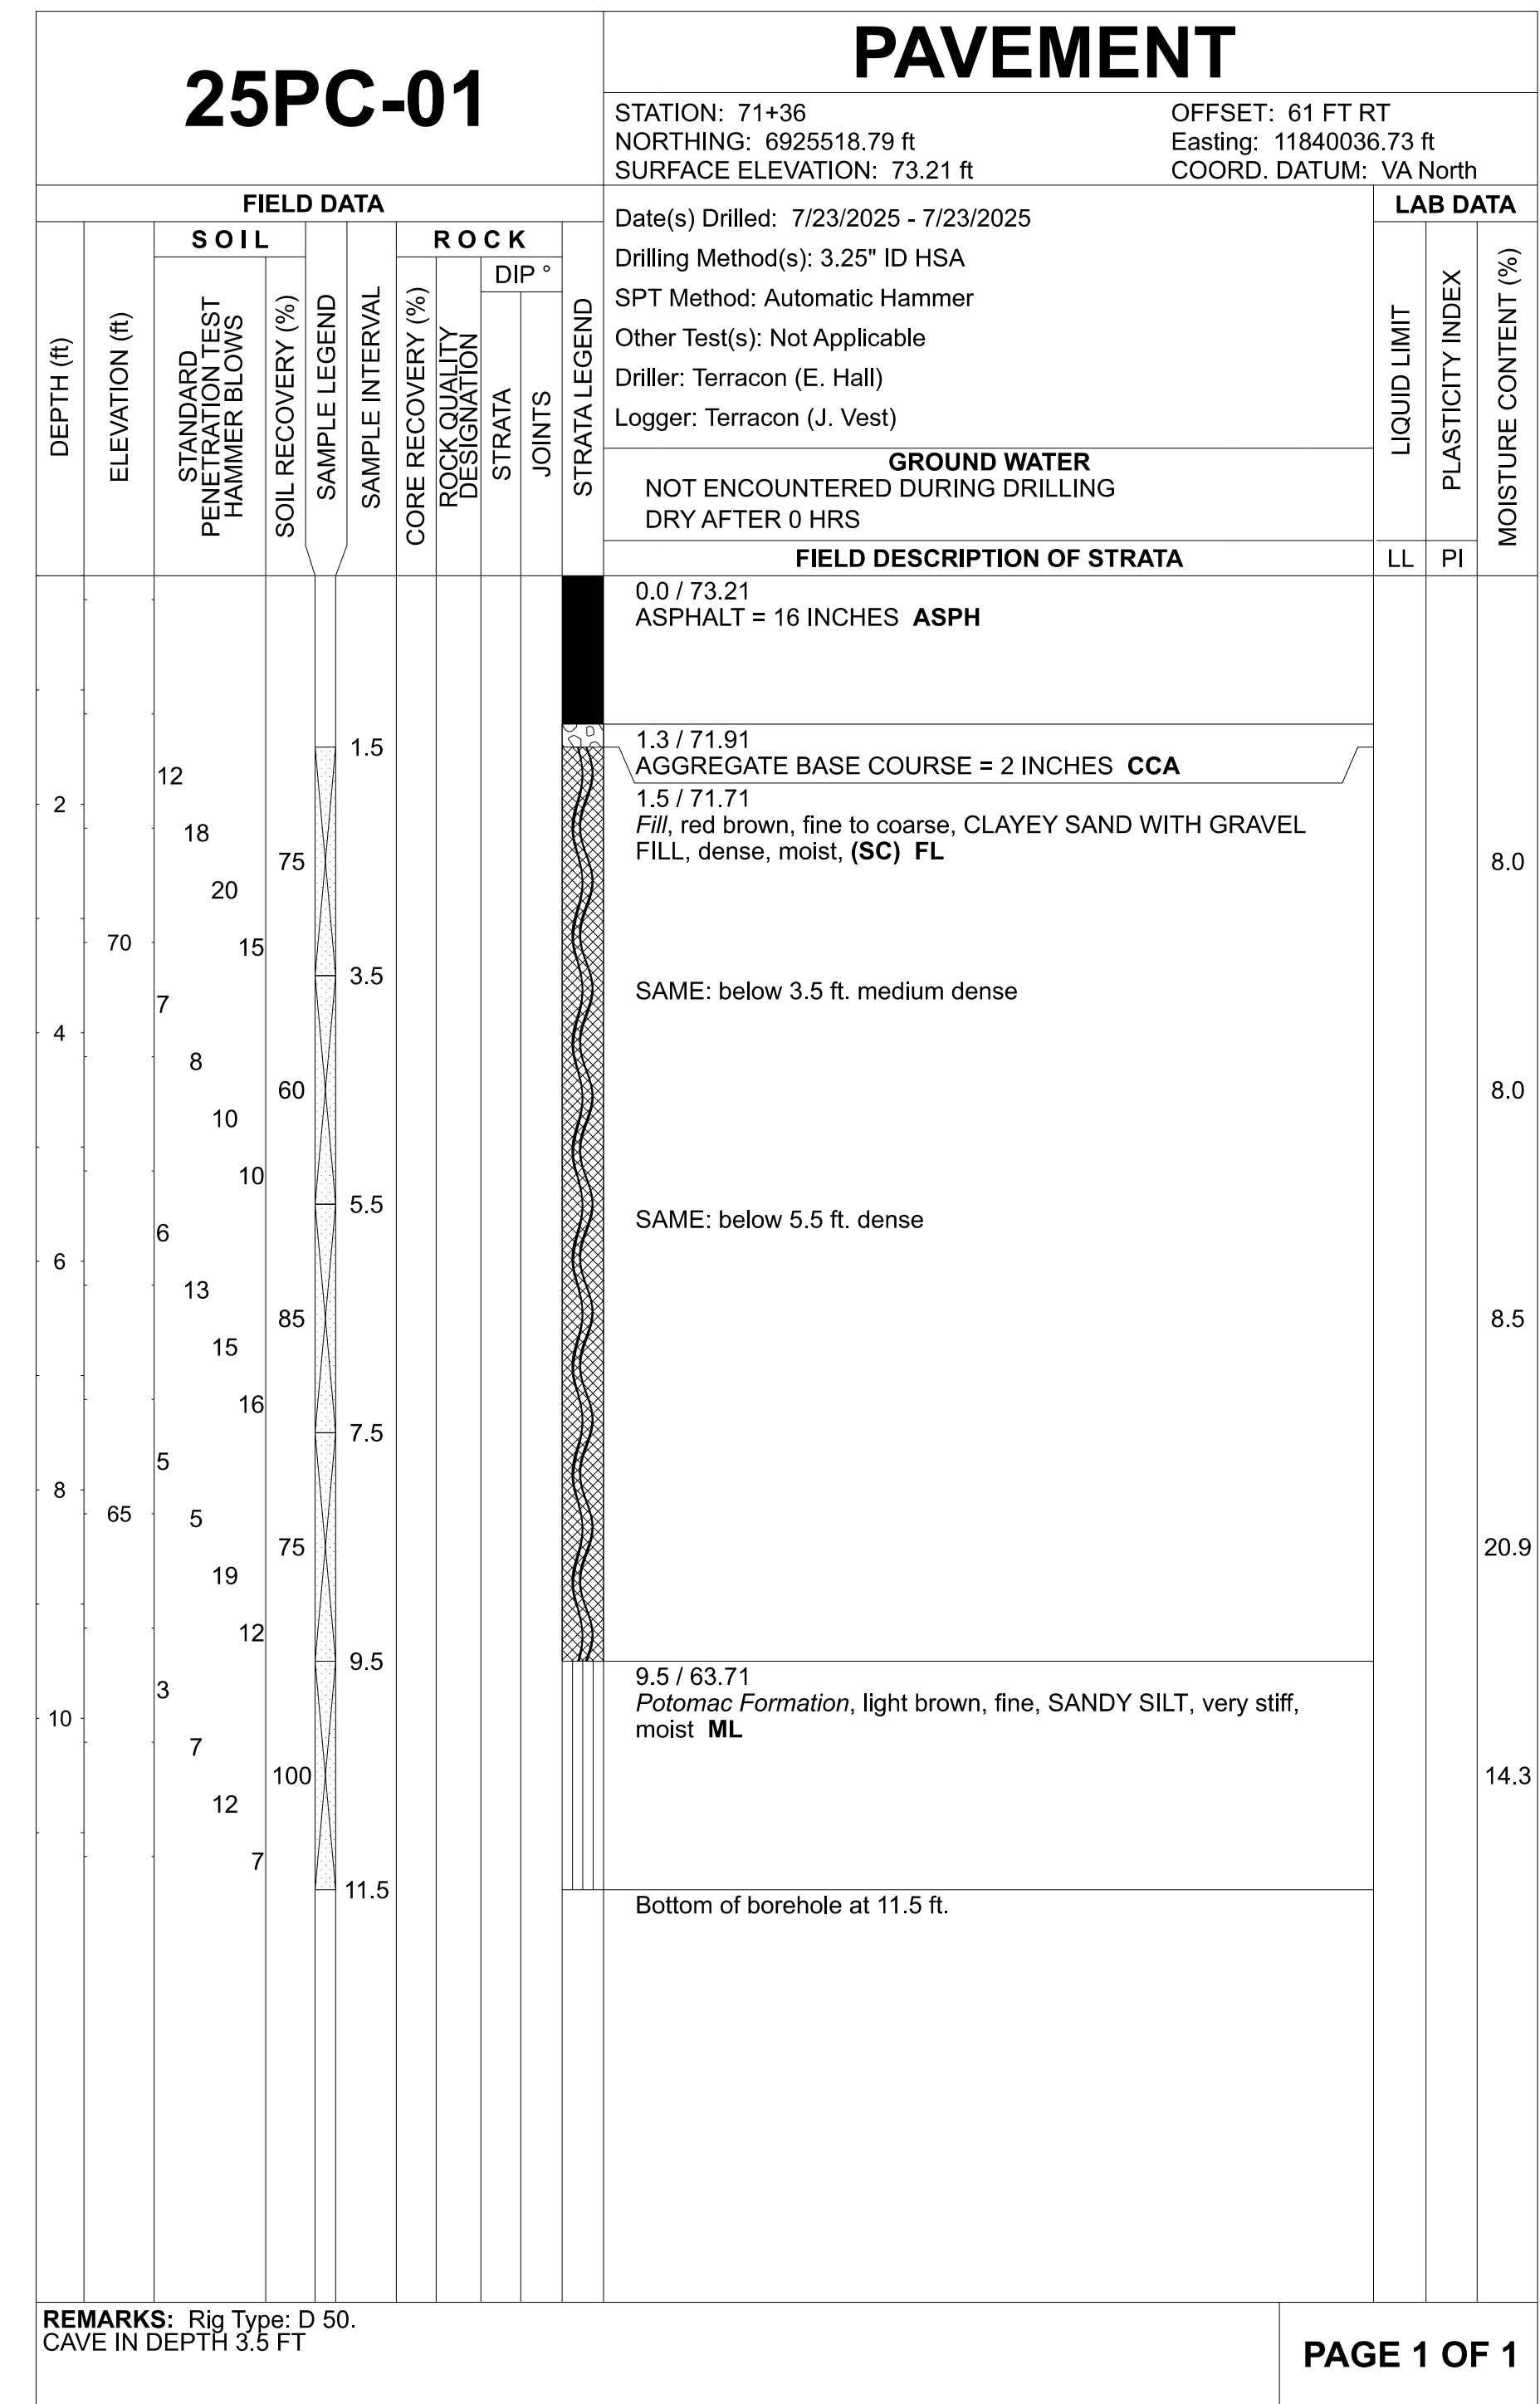 25PC-01
PAVEMENT
STATION: 71+36
OFFSET: 61 FT RT
NORTHING: 6925518.79 ft
Easting: 11840036.73 ft
SURFACE ELEVATION: 73.21 ft
COORD. DATUM: VA North
FIELD DATA
LAB DATA
SOIL
ROCK
DIP °
DEPTH (ft)
ELEVATION (ft)
STANDARD
PENETRATION TEST
HAMMER BLOWS
SOIL RECOVERY (%)
SAMPLE LEGEND
SAMPLE INTERVAL
CORE RECOVERY (%)
ROCK QUALITY
DESIGNATION
STRATA
JOINTS
STRATA LEGEND
Date(s) Drilled: 7/23/2025 - 7/23/2025
Drilling Method(s): 3.25" ID HSA
SPT Method: Automatic Hammer
Other Test(s): Not Applicable
Driller: Terracon (E. Hall)
Logger: Terracon (J. Vest)
GROUND WATER
NOT ENCOUNTERED DURING DRILLING
DRY AFTER 0 HRS
FIELD DESCRIPTION OF STRATA
LIQUID LIMIT
PLASTICITY INDEX
MOISTURE CONTENT (%)
LL
PI
0.0 / 73.21
ASPHALT = 16 INCHES ASPH
1.3 / 71.91
1.5
AGGREGATE BASE COURSE = 2 INCHES CCA
12
1.5 / 71.71
2
Fill, red brown, fine to coarse, CLAYEY SAND WITH GRAVEL
18
FILL, dense, moist, (SC) FL
75
8.0
20
70
15
3.5
SAME: below 3.5 ft. medium dense
7
4
8
60
8.0
10
10
5.5
SAME: below 5.5 ft. dense
6
6
13
85
8.5
15
16
7.5
5
8
65
5
75
20.9
19
12
9.5
9.5 / 63.71
3
Potomac Formation, light brown, fine, SANDY SILT, very stiff,
10
moist ML
7
100
14.3
12
7
11.5
Bottom of borehole at 11.5 ft.
REMARKS: Rig Type: D 50.
CAVE IN DEPTH 3.5 FT
PAGE 1 OF 1